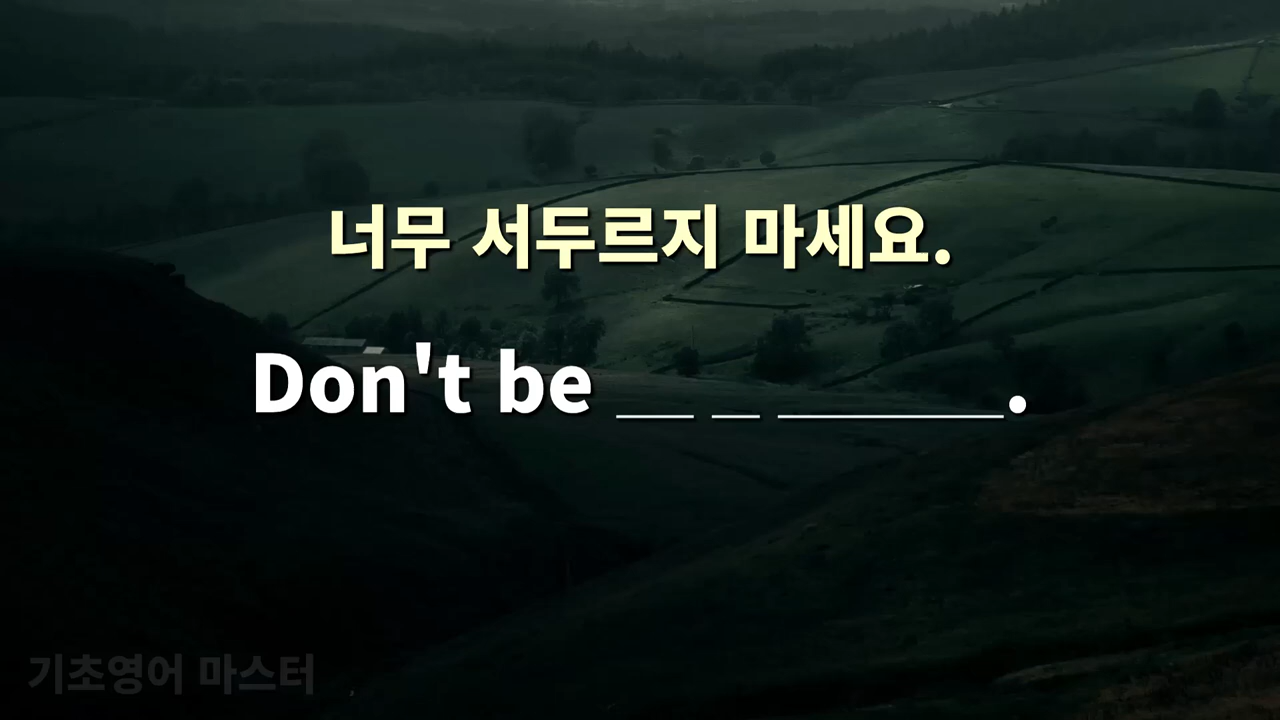 너무 서두르지 마세요.
Don't be __ _ ______.
기초영어 마스터